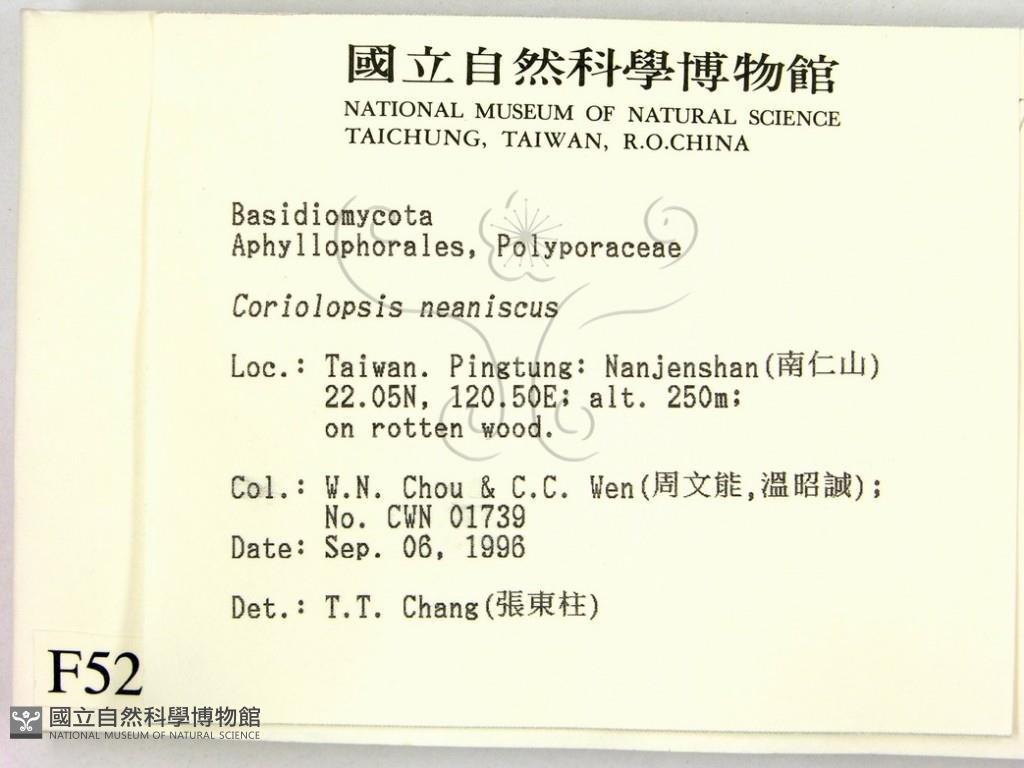 國立自然科學博物館
NATIONAL MUSEUM OF NATURAL SCIENCE
TAICHUNG, TAIWAN, R.O.CHINA
Basidiomycota
Aphyllophorales, Polyporaceae
Coriolopsis neaniscus
Loc.: Taiwan. Pingtung: Nanjenshan(南仁山)
22.05N, 120.50E; alt. 250m;
on rotten wood.
Col.: W.N. Chou & C.C. Wen(周文能,溫昭誠);
No. CWN 01739
Date: Sep. 06, 1996
Det.: T.T. Chang(張東柱)
F52
國立自然科學博物館
NATIONAL MUSEUM OF NATURAL SCIENCE